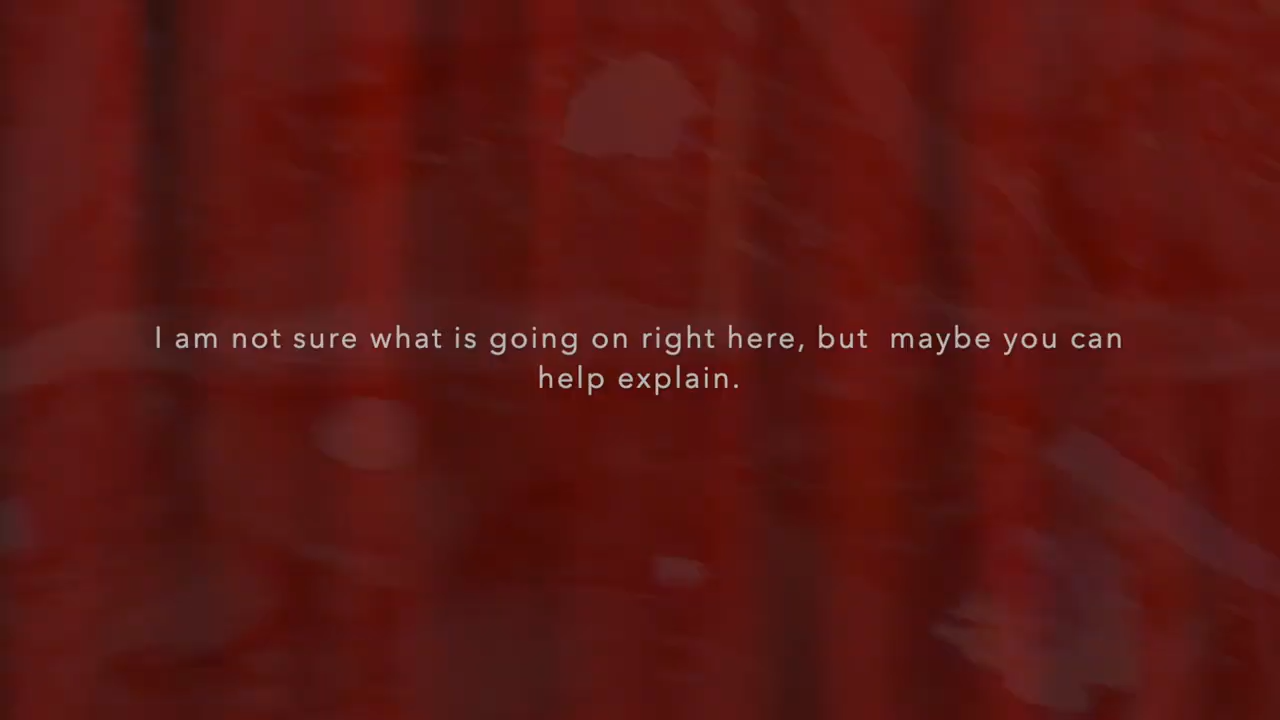 I am not sure what is going on right here, but  maybe you can
help explain.